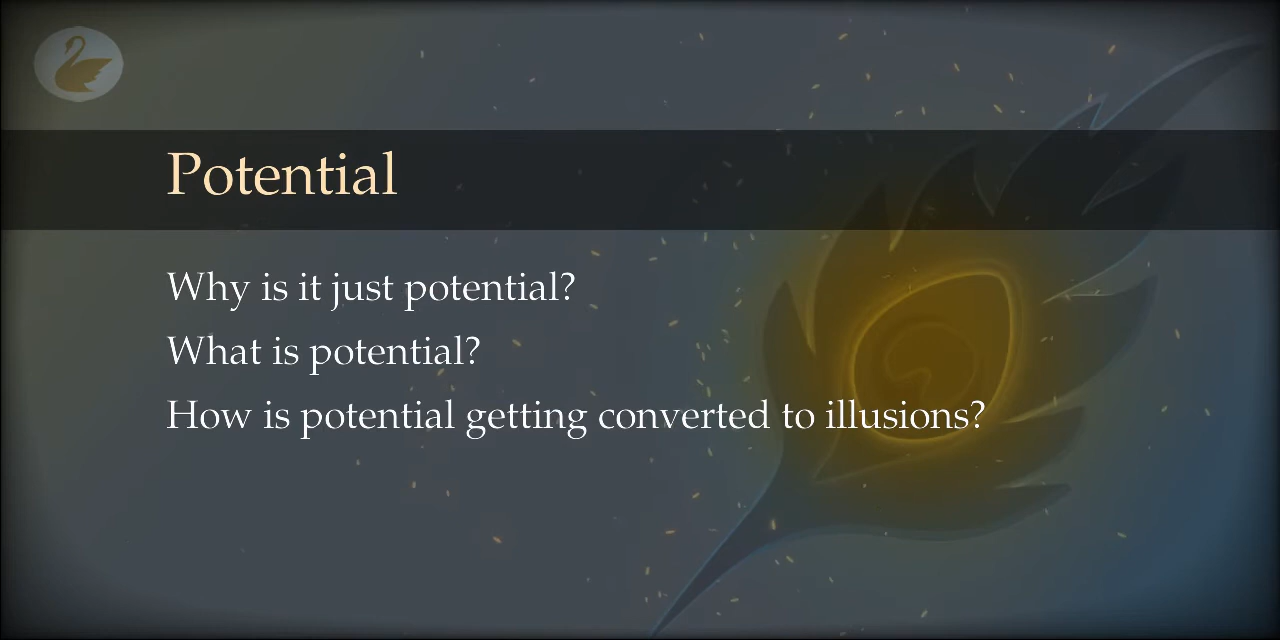 Potential
Why is it just potential?
What is potential?
How is potential getting converted to illusions?